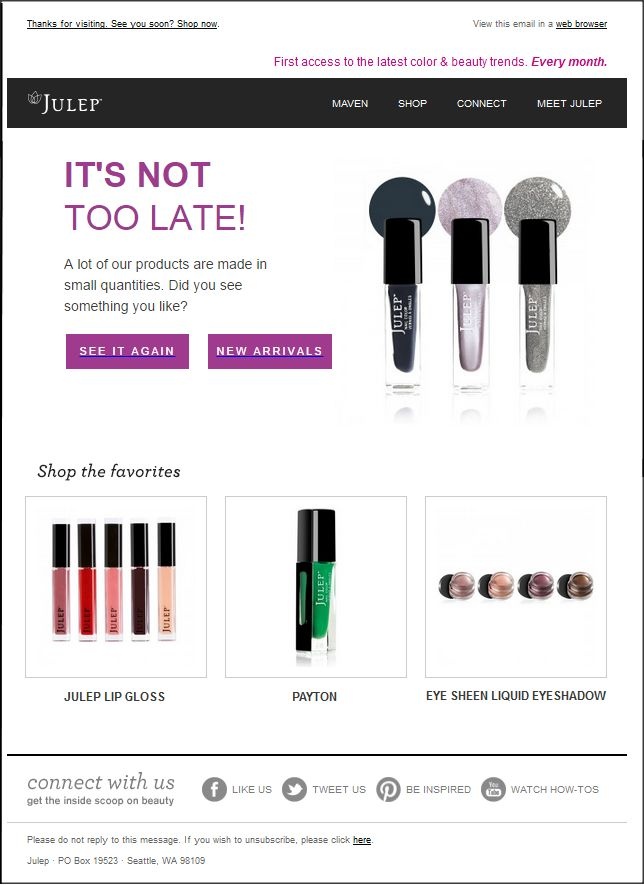 Thanks for visiting. See you soon? Shop now.
View this email in a web browser
First access to the latest color & beauty trends. Every month.
JULEP
MAVEN SHOP CONNECT MEET JULEP
IT'S NOT
TOO LATE!
A lot of our products are made in
small quantities. Did you see
something you like?
SEE IT AGAIN
NEW ARRIVALS
JULEP
JULEP
JULEP
Shop the favorites
JULEP
JULEP
JULEP
JULEP
JULEP
JULEP
JULEP LIP GLOSS
PAYTON
EYE SHEEN LIQUID EYESHADOW
connect with us
get the inside scoop on beauty
LIKE US
TWEET US
BE INSPIRED
You
Tube
WATCH HOW-TOS
Please do not reply to this message. If you wish to unsubscribe, please click here.
Julep · PO Box 19523 · Seattle, WA 98109